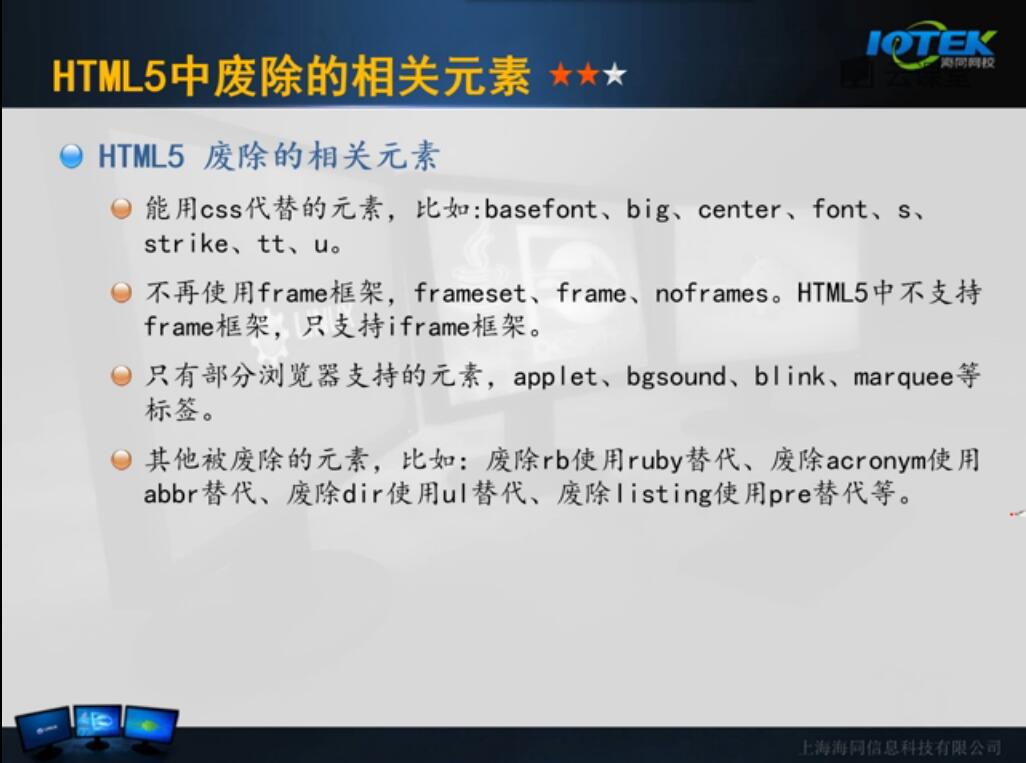 HTML5中废除的相关元素
IOTEK
海同网校
云课堂
HTML5 废除的相关元素
能用css代替的元素，比如:basefont、big、center、font、s、
strike、tt、u。
不再使用frame框架，frameset、frame、noframes。HTML5中不支持
frame框架，只支持iframe框架。
只有部分浏览器支持的元素，applet、bgsound、blink、marquee等
标签。
其他被废除的元素，比如：废除rb使用ruby替代、废除acronym使用
abbr替代、废除dir使用ul替代、废除listing使用pre替代等。
上海海同信息科技有限公司